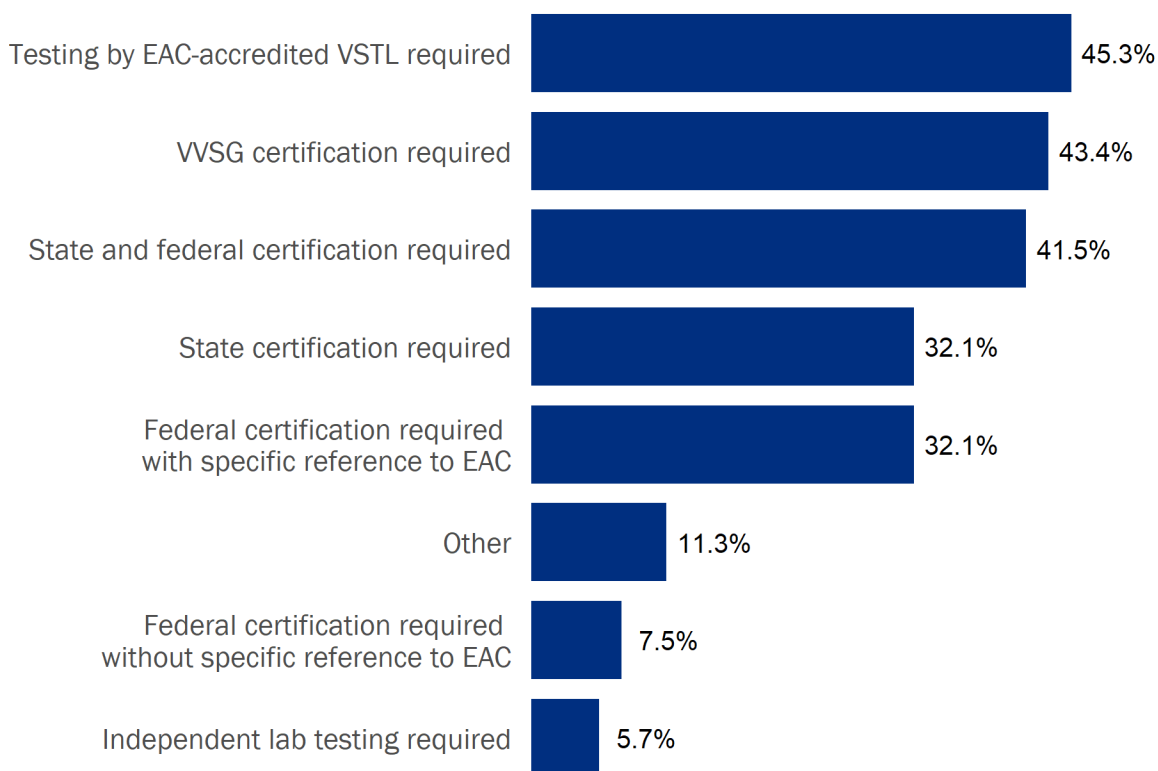 Testing by EAC-accredited VSTL required 45.3%
VVSG certification required 43.4%
State and federal certification required 41.5%
State certification required 32.1%
Federal certification required
with specific reference to EAC 32.1%
Other 11.3%
Federal certification required
without specific reference to EAC 7.5%
Independent lab testing required 5.7%